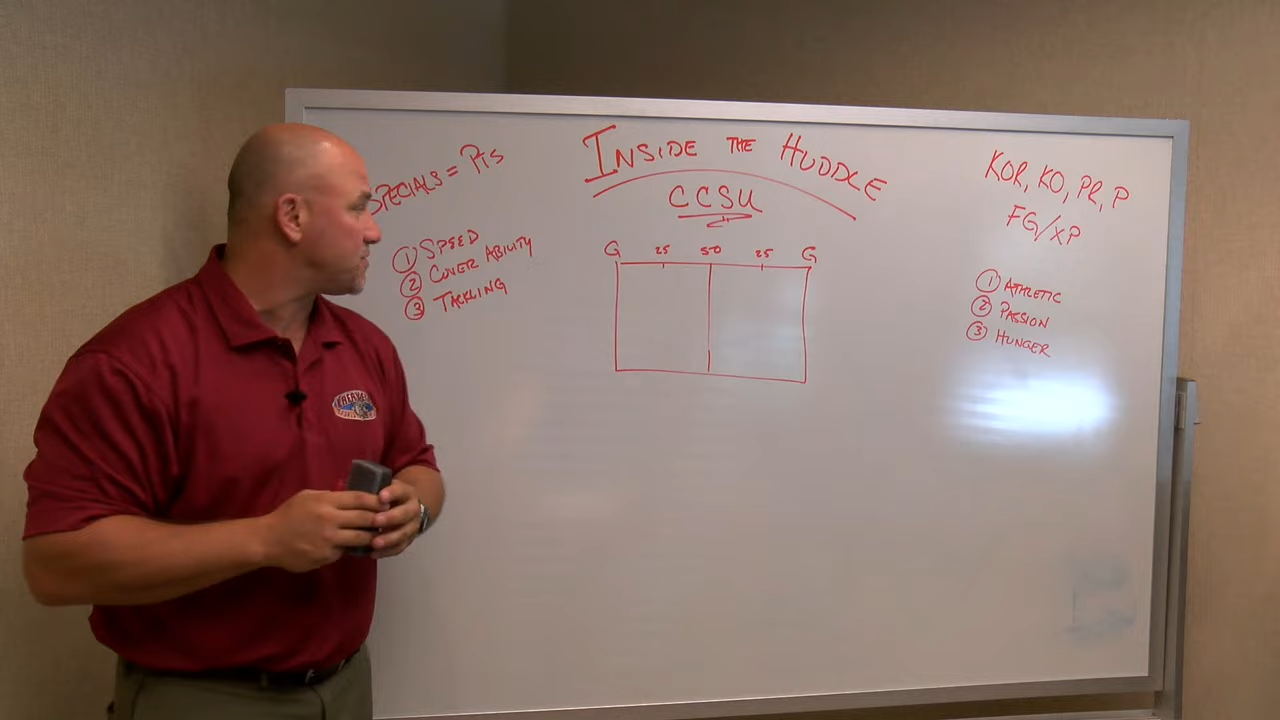 INSIDE THE HUDDLE
CCSU
SPECIALS = PTS
① SPEED
② COVER ABILITY
③ TACKLING
G 25 50 25 G
KOR, KO, PR, P
FG/XP
① ATHLETIC
② PASSION
③ HUNGER